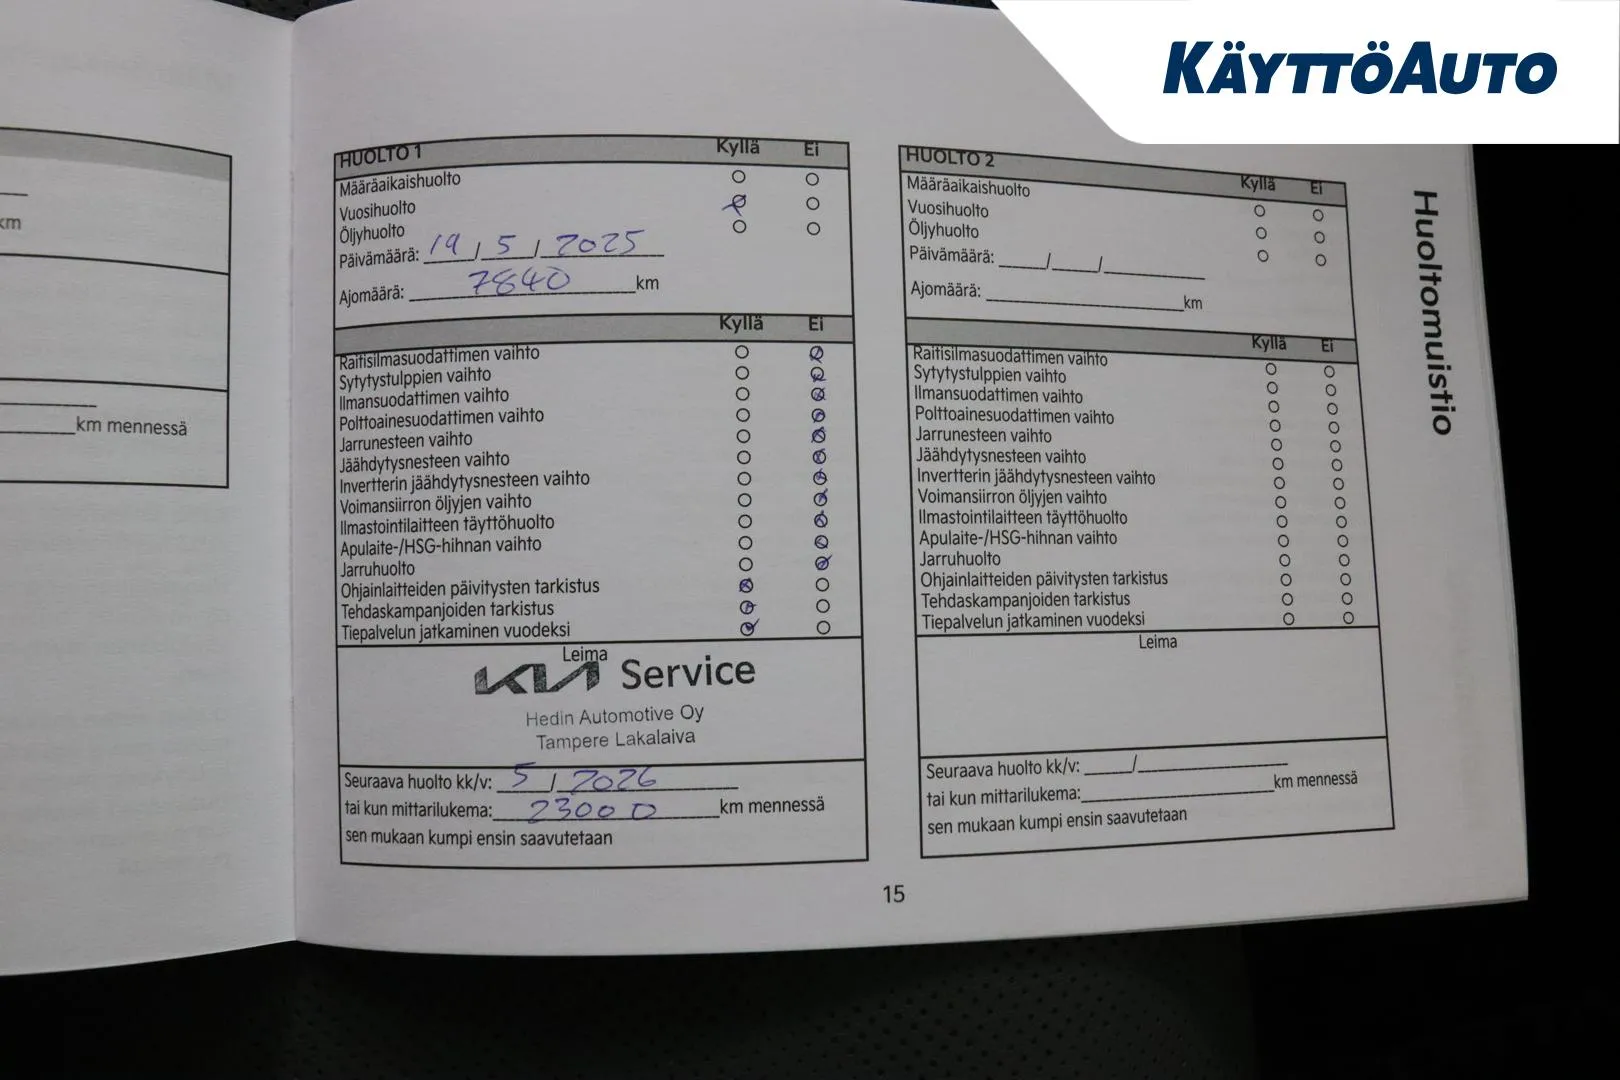 KÄYTTÖAUTO
km
km mennessä
HUOLTO 1 Kyllä Ei
Määräaikaishuolto
Vuosihuolto
Öljyhuolto
Päivämäärä: 19 / 5 / 2025
Ajomäärä: 7840 km
Kyllä Ei
Raitisilmasuodattimen vaihto
Sytytystulppien vaihto
Ilmansuodattimen vaihto
Polttoainesuodattimen vaihto
Jarrunesteen vaihto
Jäähdytysnesteen vaihto
Invertterin jäähdytysnesteen vaihto
Voimansiirron öljyjen vaihto
Ilmastointilaitteen täyttöhuolto
Apulaite-/HSG-hihnan vaihto
Jarruhuolto
Ohjainlaitteiden päivitysten tarkistus
Tehdaskampanjoiden tarkistus
Tiepalvelun jatkaminen vuodeksi
Leima
KIA Service
Hedin Automotive Oy
Tampere Lakalaiva
Seuraava huolto kk/v: 5 / 2026
tai kun mittarilukema: 23000 km mennessä
sen mukaan kumpi ensin saavutetaan
HUOLTO 2 Kyllä Ei
Määräaikaishuolto
Vuosihuolto
Öljyhuolto
Päivämäärä: ____/____/__________
Ajomäärä: ____________________km
Kyllä Ei
Raitisilmasuodattimen vaihto
Sytytystulppien vaihto
Ilmansuodattimen vaihto
Polttoainesuodattimen vaihto
Jarrunesteen vaihto
Jäähdytysnesteen vaihto
Invertterin jäähdytysnesteen vaihto
Voimansiirron öljyjen vaihto
Ilmastointilaitteen täyttöhuolto
Apulaite-/HSG-hihnan vaihto
Jarruhuolto
Ohjainlaitteiden päivitysten tarkistus
Tehdaskampanjoiden tarkistus
Tiepalvelun jatkaminen vuodeksi
Leima
Seuraava huolto kk/v: _____/_______________
tai kun mittarilukema:___________________km mennessä
sen mukaan kumpi ensin saavutetaan
Huoltomuistio
15